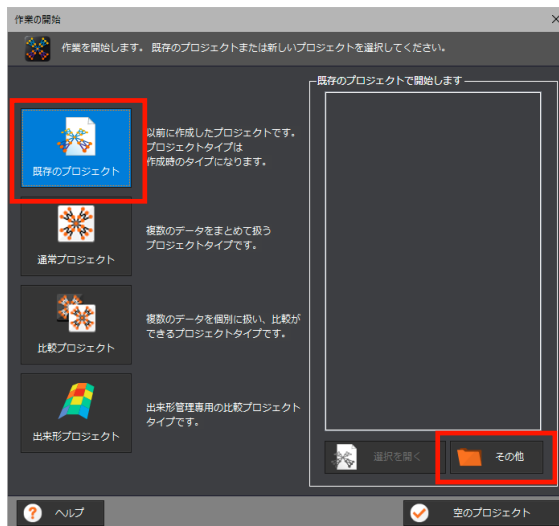 作業の開始
作業を開始します。 既存のプロジェクトまたは新しいプロジェクトを選択してください。
既存のプロジェクト
以前に作成したプロジェクトです。
プロジェクトタイプは
作成時のタイプになります。
通常プロジェクト
複数のデータをまとめて扱う
プロジェクトタイプです。
比較プロジェクト
複数のデータを個別に扱い、比較が
できるプロジェクトタイプです。
出来形プロジェクト
出来形管理専用の比較プロジェクト
タイプです。
既存のプロジェクトで開始します
選択を開く
その他
? ヘルプ
空のプロジェクト